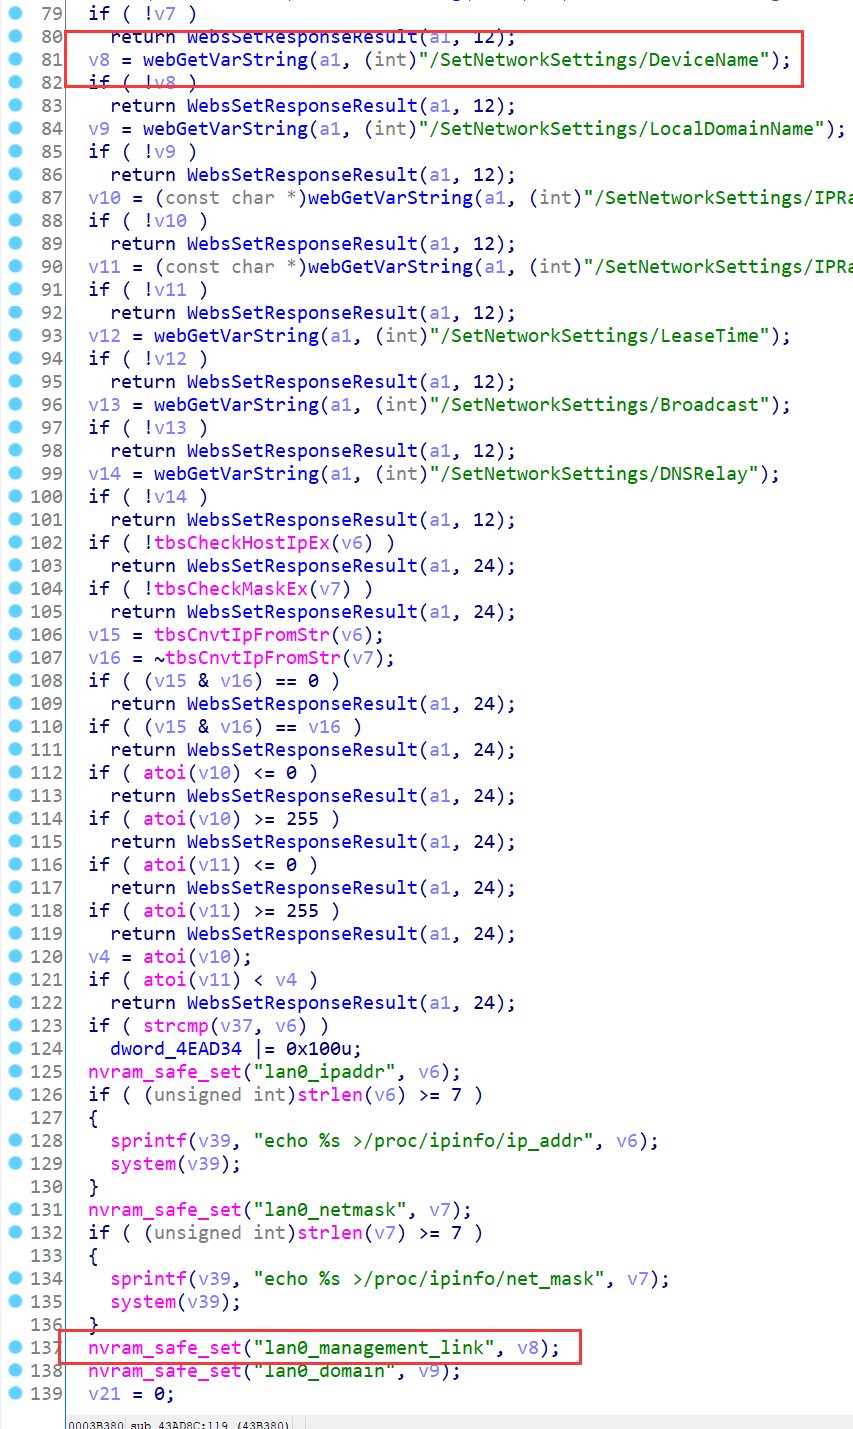 79 if ( !v7 )
80 return WebsSetResponseResult(a1, 12);
81 v8 = webGetVarString(a1, (int)"/SetNetworkSettings/DeviceName");
82 if ( !v8 )
83 return WebsSetResponseResult(a1, 12);
84 v9 = webGetVarString(a1, (int)"/SetNetworkSettings/LocalDomainName");
85 if ( !v9 )
86 return WebsSetResponseResult(a1, 12);
87 v10 = (const char *)webGetVarString(a1, (int)"/SetNetworkSettings/IPRa
88 if ( !v10 )
89 return WebsSetResponseResult(a1, 12);
90 v11 = (const char *)webGetVarString(a1, (int)"/SetNetworkSettings/IPRa
91 if ( !v11 )
92 return WebsSetResponseResult(a1, 12);
93 v12 = webGetVarString(a1, (int)"/SetNetworkSettings/LeaseTime");
94 if ( !v12 )
95 return WebsSetResponseResult(a1, 12);
96 v13 = webGetVarString(a1, (int)"/SetNetworkSettings/Broadcast");
97 if ( !v13 )
98 return WebsSetResponseResult(a1, 12);
99 v14 = webGetVarString(a1, (int)"/SetNetworkSettings/DNSRelay");
100 if ( !v14 )
101 return WebsSetResponseResult(a1, 12);
102 if ( !tbsCheckHostIpEx(v6) )
103 return WebsSetResponseResult(a1, 24);
104 if ( !tbsCheckMaskEx(v7) )
105 return WebsSetResponseResult(a1, 24);
106 v15 = tbsCnvtIpFromStr(v6);
107 v16 = ~tbsCnvtIpFromStr(v7);
108 if ( (v15 & v16) == 0 )
109 return WebsSetResponseResult(a1, 24);
110 if ( (v15 & v16) == v16 )
111 return WebsSetResponseResult(a1, 24);
112 if ( atoi(v10) <= 0 )
113 return WebsSetResponseResult(a1, 24);
114 if ( atoi(v10) >= 255 )
115 return WebsSetResponseResult(a1, 24);
116 if ( atoi(v11) <= 0 )
117 return WebsSetResponseResult(a1, 24);
118 if ( atoi(v11) >= 255 )
119 return WebsSetResponseResult(a1, 24);
120 v4 = atoi(v10);
121 if ( atoi(v11) < v4 )
122 return WebsSetResponseResult(a1, 24);
123 if ( strcmp(v37, v6) )
124 dword_4EAD34 |= 0x100u;
125 nvram_safe_set("lan0_ipaddr", v6);
126 if ( (unsigned int)strlen(v6) >= 7 )
127 {
128 sprintf(v39, "echo %s >/proc/ipinfo/ip_addr", v6);
129 system(v39);
130 }
131 nvram_safe_set("lan0_netmask", v7);
132 if ( (unsigned int)strlen(v7) >= 7 )
133 {
134 sprintf(v39, "echo %s >/proc/ipinfo/net_mask", v7);
135 system(v39);
136 }
137 nvram_safe_set("lan0_management_link", v8);
138 nvram_safe_set("lan0_domain", v9);
139 v21 = 0;
0003B380 sub_43AD8C:119 (43B380)